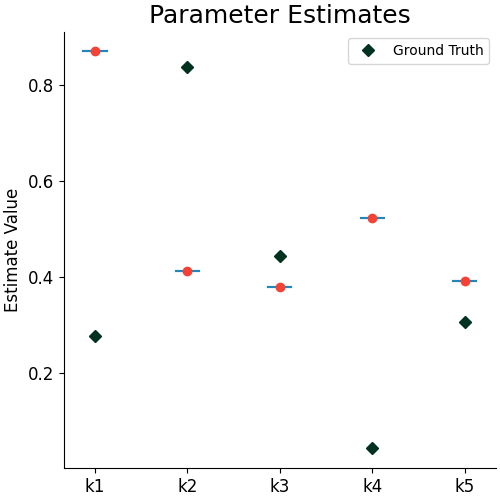 Parameter Estimates
Ground Truth
Estimate Value
0.8
0.6
0.4
0.2
k1 k2 k3 k4 k5